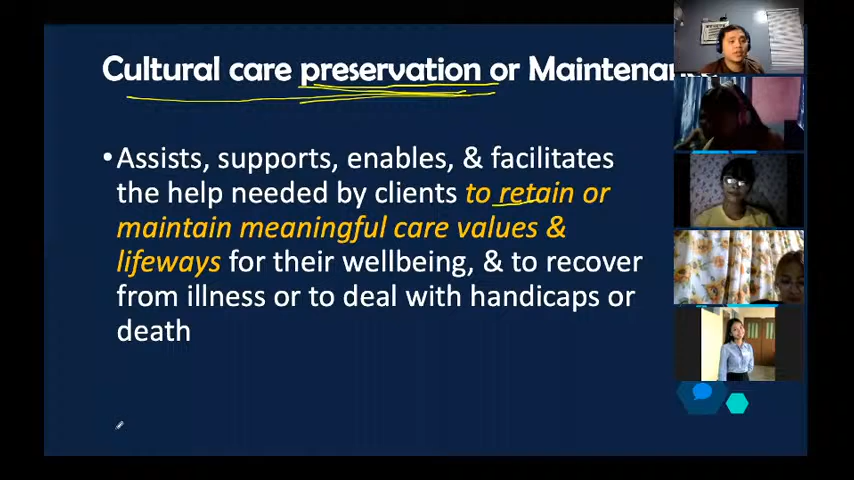 Cultural care preservation or Maintenan
• Assists, supports, enables, & facilitates
the help needed by clients to retain or
maintain meaningful care values &
lifeways for their wellbeing, & to recover
from illness or to deal with handicaps or
death